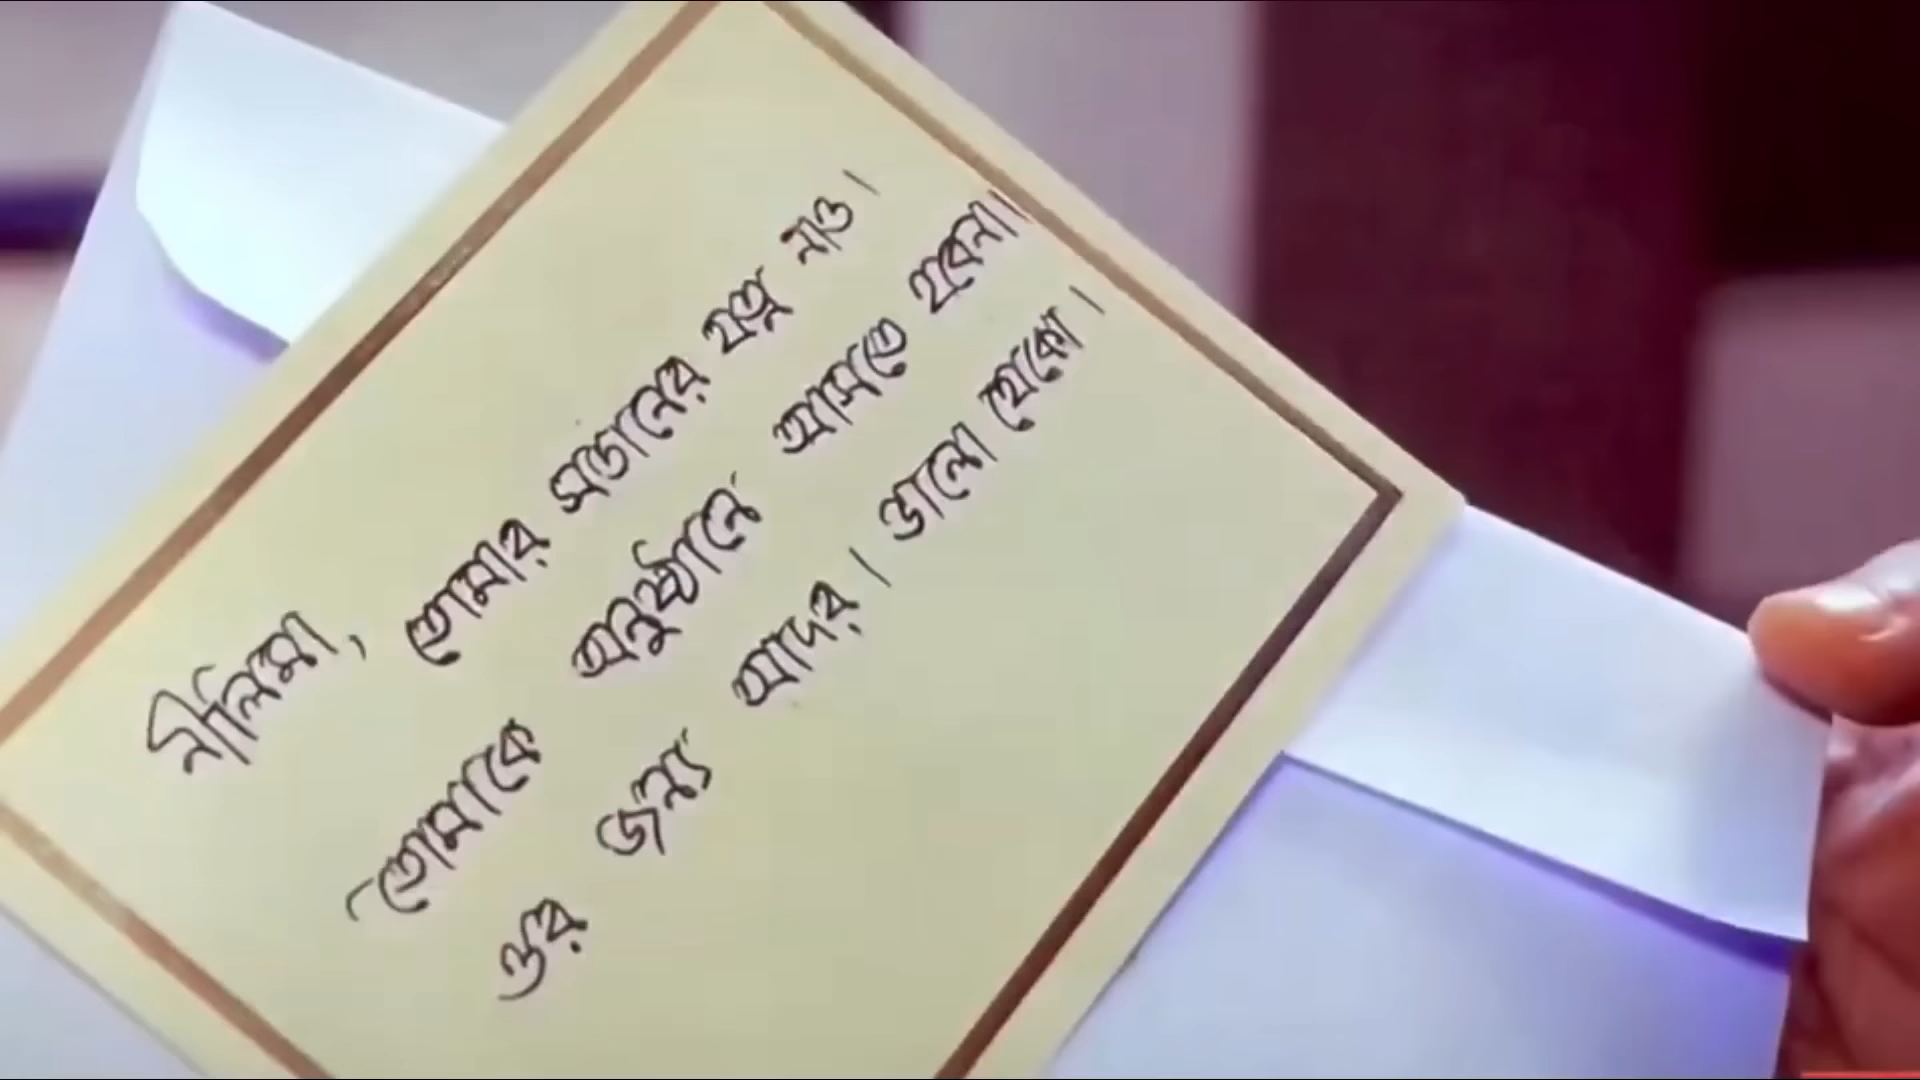 নীলিমা, তোমার সন্তানের যত্ন নাও।
তোমাকে অনুষ্ঠানে আসতে হবেনা।
ওর জন্য আদর। ভালো থেকো।